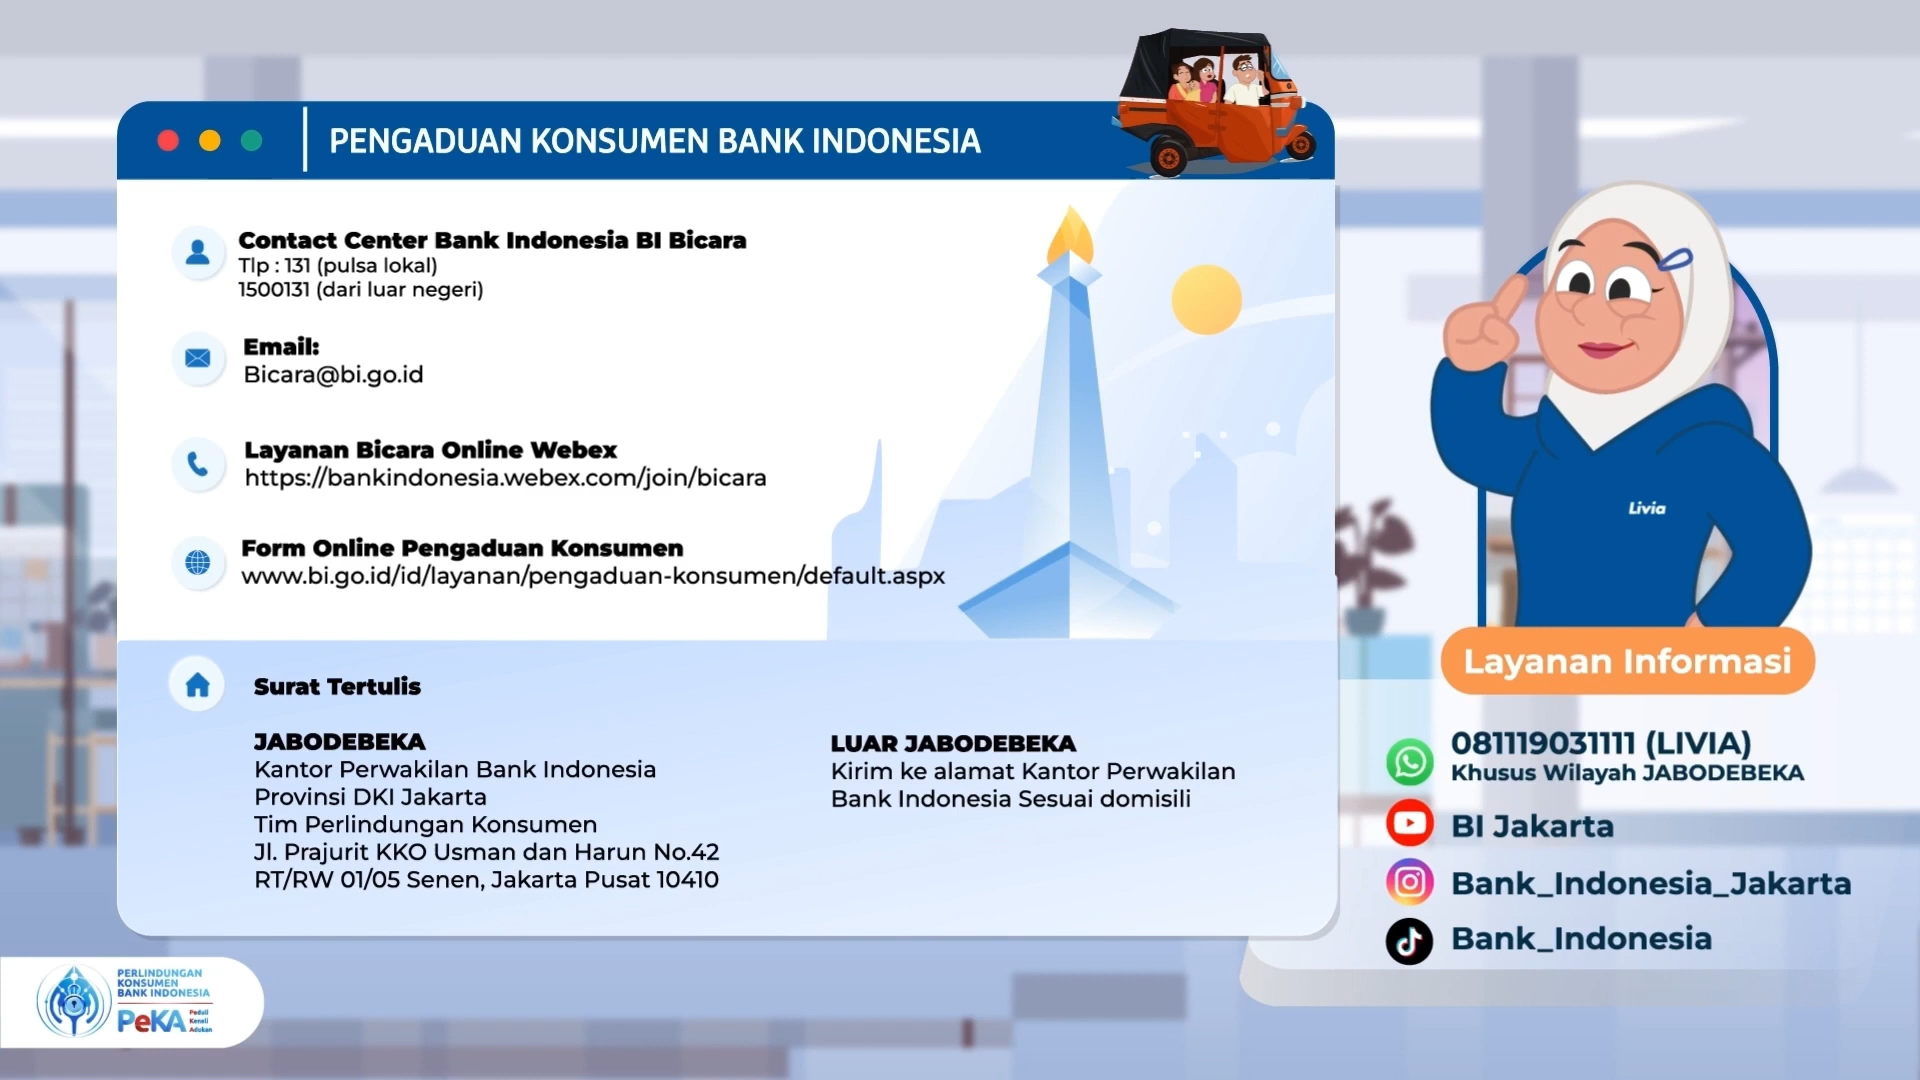 PENGADUAN KONSUMEN BANK INDONESIA
Contact Center Bank Indonesia BI Bicara
Tlp : 131 (pulsa lokal)
1500131 (dari luar negeri)
Email:
Bicara@bi.go.id
Layanan Bicara Online Webex
https://bankindonesia.webex.com/join/bicara
Form Online Pengaduan Konsumen
www.bi.go.id/id/layanan/pengaduan-konsumen/default.aspx
Surat Tertulis
JABODEBEKA
Kantor Perwakilan Bank Indonesia
Provinsi DKI Jakarta
Tim Perlindungan Konsumen
Jl. Prajurit KKO Usman dan Harun No.42
RT/RW 01/05 Senen, Jakarta Pusat 10410
LUAR JABODEBEKA
Kirim ke alamat Kantor Perwakilan
Bank Indonesia Sesuai domisili
Livia
Layanan Informasi
081119031111 (LIVIA)
Khusus Wilayah JABODEBEKA
BI Jakarta
Bank_Indonesia_Jakarta
Bank_Indonesia
PERLINDUNGAN
KONSUMEN
BANK INDONESIA
PeKA
Peduli
Kenali
Adukan